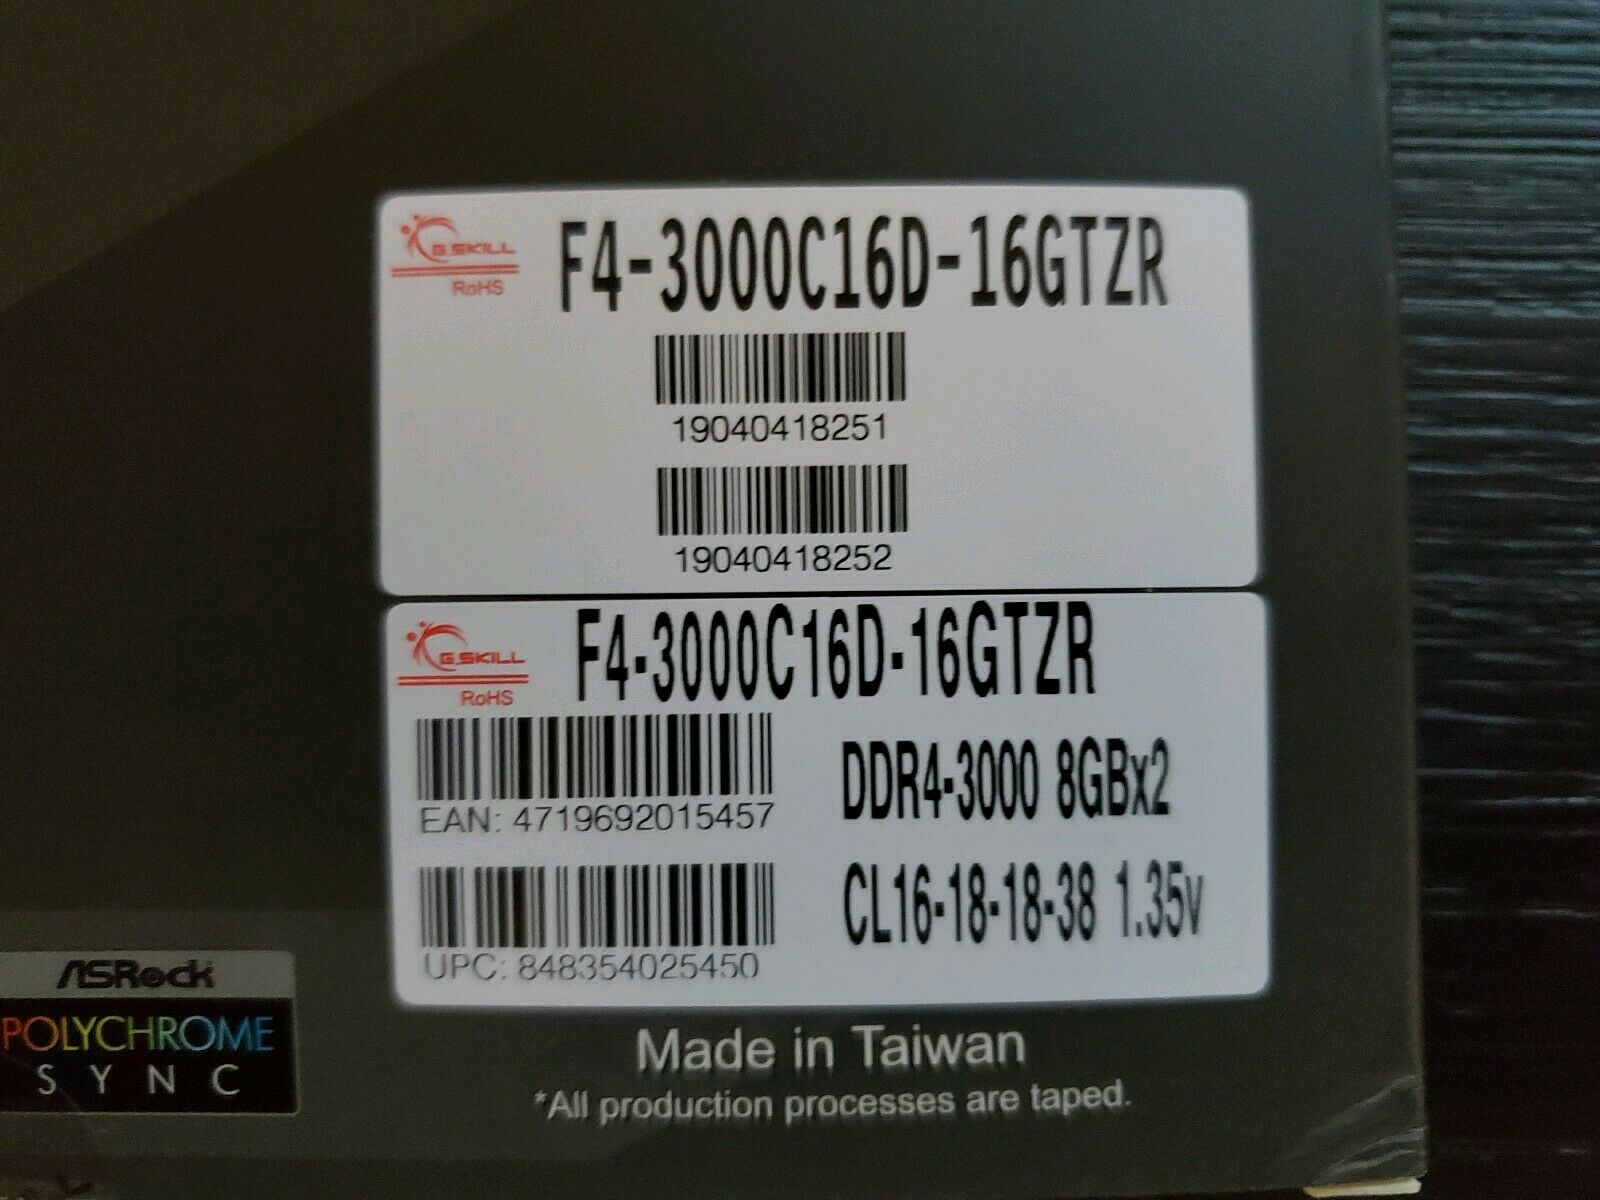 G.SKILL
RoHS
F4-3000C16D-16GTZR
19040418251
19040418252
G.SKILL
RoHS
F4-3000C16D-16GTZR
EAN: 4719692015457
DDR4-3000 8GBx2
UPC: 848354025450
CL16-18-18-38 1.35v
ASRock
POLYCHROME
SYNC
Made in Taiwan
*All production processes are taped.